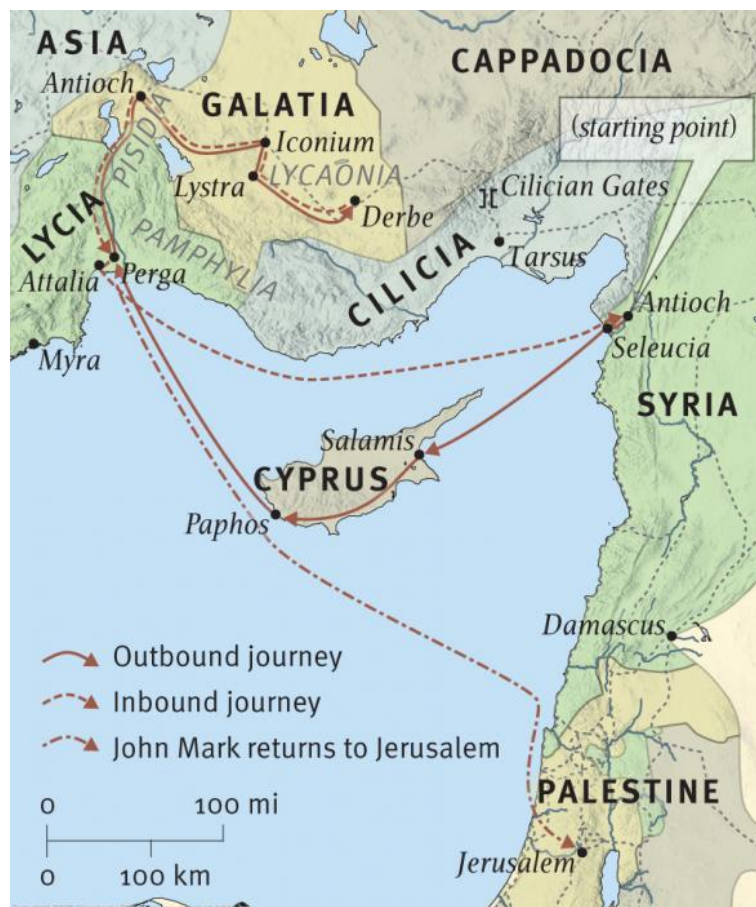 ASIA
Antioch
GALATIA
CAPPADOCIA
(starting point)
PISIDIA
Iconium
LYCAŌNIA
Lystra
Derbe
Cilician Gates
LYCIA
PAMPHYLIA
CILICIA
Tarsus
Attalia
Perga
Antioch
Seleucia
Myra
SYRIA
Salamis
CYPRUS
Paphos
Damascus
Outbound journey
Inbound journey
John Mark returns to Jerusalem
PALESTINE
0 100 mi
0 100 km
Jerusalem